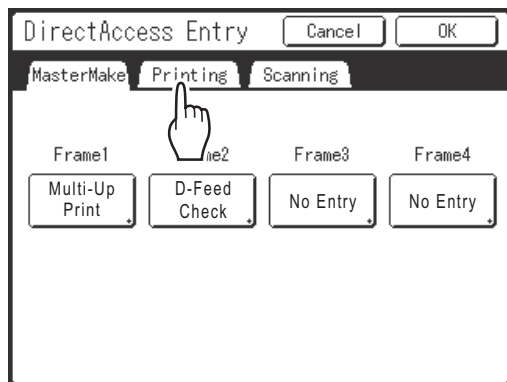 DirectAccess Entry Cancel OK
MasterMake Printing Scanning
Frame1 Frame3 Frame4
Multi-Up Print D-Feed Check No Entry No Entry